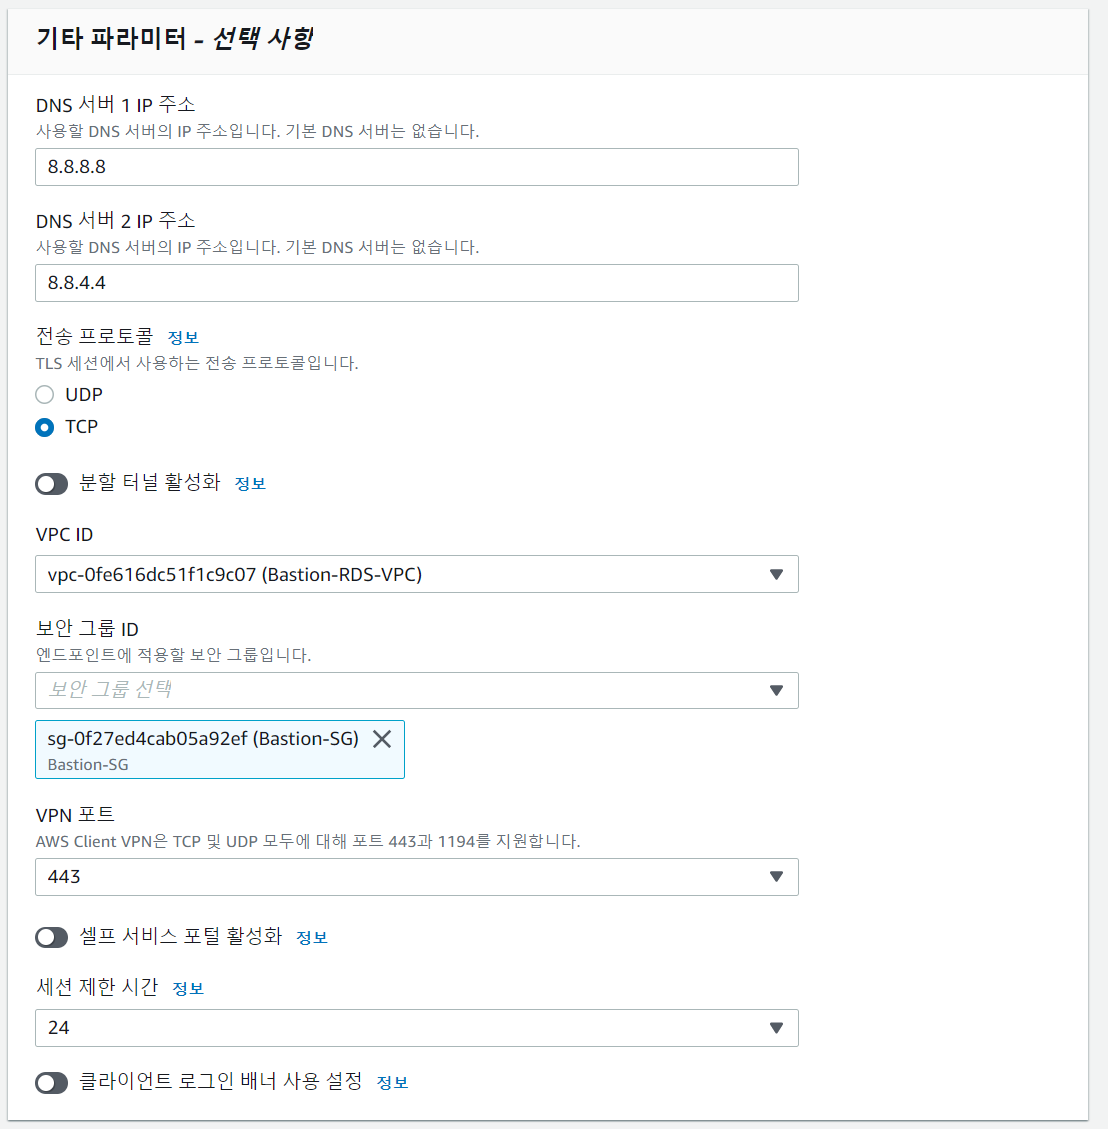 기타 파라미터 - 선택 사항
DNS 서버 1 IP 주소
사용할 DNS 서버의 IP 주소입니다. 기본 DNS 서버는 없습니다.
8.8.8.8
DNS 서버 2 IP 주소
사용할 DNS 서버의 IP 주소입니다. 기본 DNS 서버는 없습니다.
8.8.4.4
전송 프로토콜 정보
TLS 세션에서 사용하는 전송 프로토콜입니다.
UDP
TCP
분할 터널 활성화 정보
VPC ID
vpc-0fe616dc51f1c9c07 (Bastion-RDS-VPC)
보안 그룹 ID
엔드포인트에 적용할 보안 그룹입니다.
보안 그룹 선택
sg-0f27ed4cab05a92ef (Bastion-SG)
Bastion-SG
VPN 포트
AWS Client VPN은 TCP 및 UDP 모두에 대해 포트 443과 1194를 지원합니다.
443
셀프 서비스 포털 활성화 정보
세션 제한 시간 정보
24
클라이언트 로그인 배너 사용 설정 정보